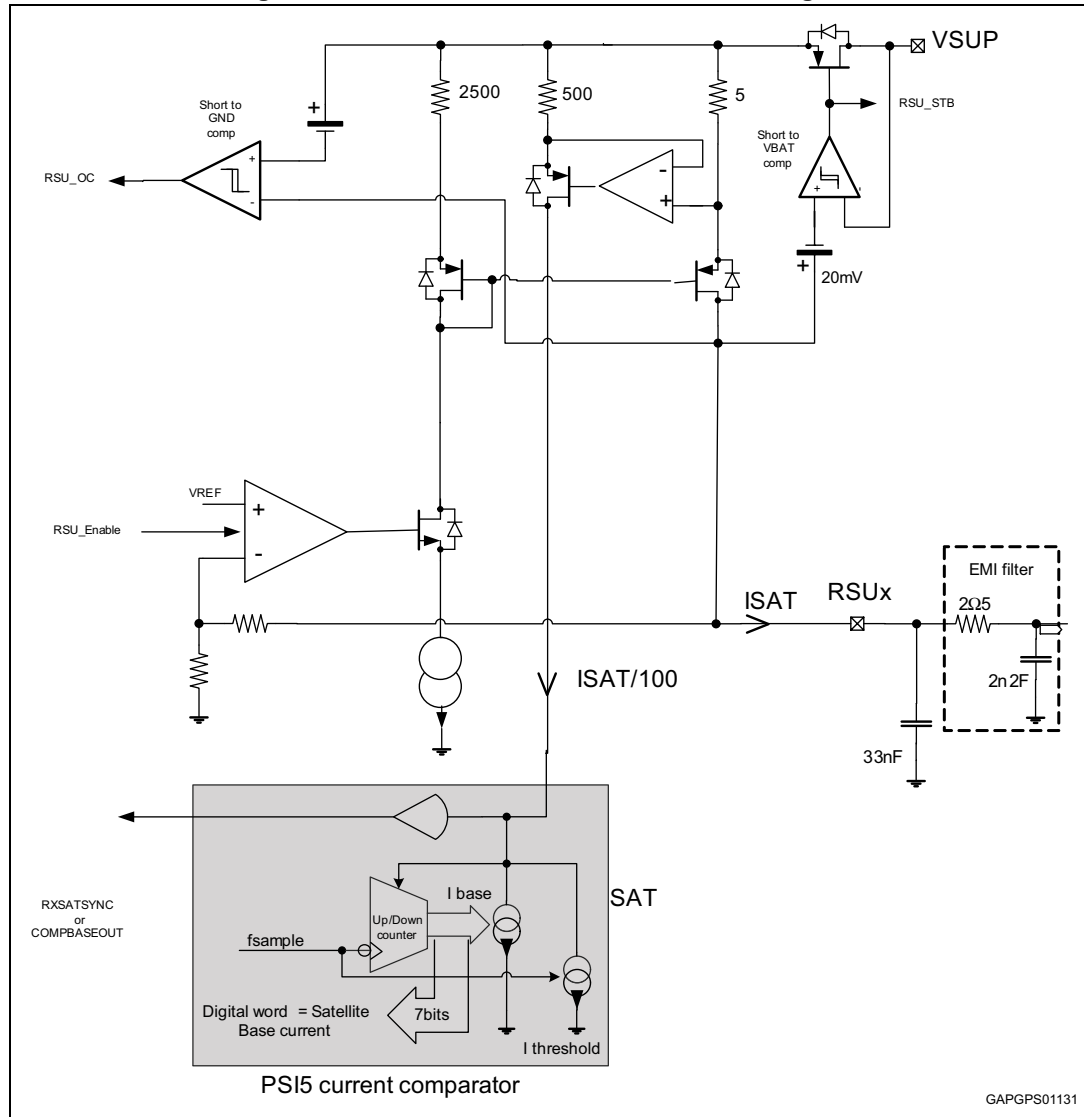 VSUP
2500
500
5
Short to
GND
comp
+
RSU_STB
Short to
VBAT
comp
RSU_OC
+
-
-
+
+
-
+
20mV
VREF
RSU_Enable
+
-
EMI filter
ISAT
RSUx
2Ω5
ISAT/100
2n2F
33nF
I base
SAT
RXSATSYNC
or
COMPBASEOUT
Up/Down
counter
fsample
Digital word = Satellite
Base current
7bits
I threshold
PSI5 current comparator
GAPGPS01131